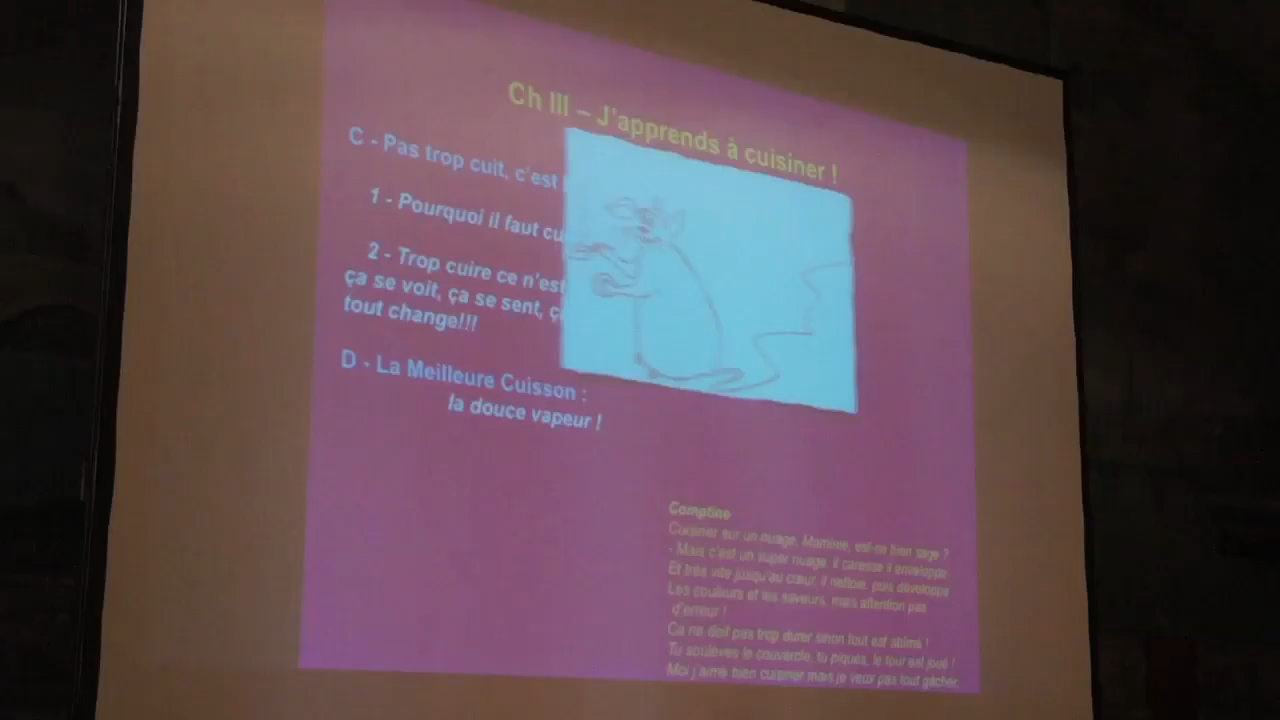 Ch III – J'apprends à cuisiner !
C - Pas trop cuit, c'est
1 - Pourquoi il faut cu
2 - Trop cuire ce n'est
ça se voit, ça se sent, ç
tout change!!!
D - La Meilleure Cuisson :
la douce vapeur !
Comptine
Cuisiner sur un nuage, Mamine, est-ce bien sage ?
- Mais c'est un super nuage, il caresse il enveloppe
Et très vite jusqu'au cœur, il nettoie, puis développe
Les couleurs et les saveurs, mais attention pas
d'erreur !
Ca ne doit pas trop durer sinon tout est abîmé !
Tu soulèves le couvercle, tu piques, le tour est joué !
Moi j'aime bien cuisiner mais je veux pas tout gâcher.